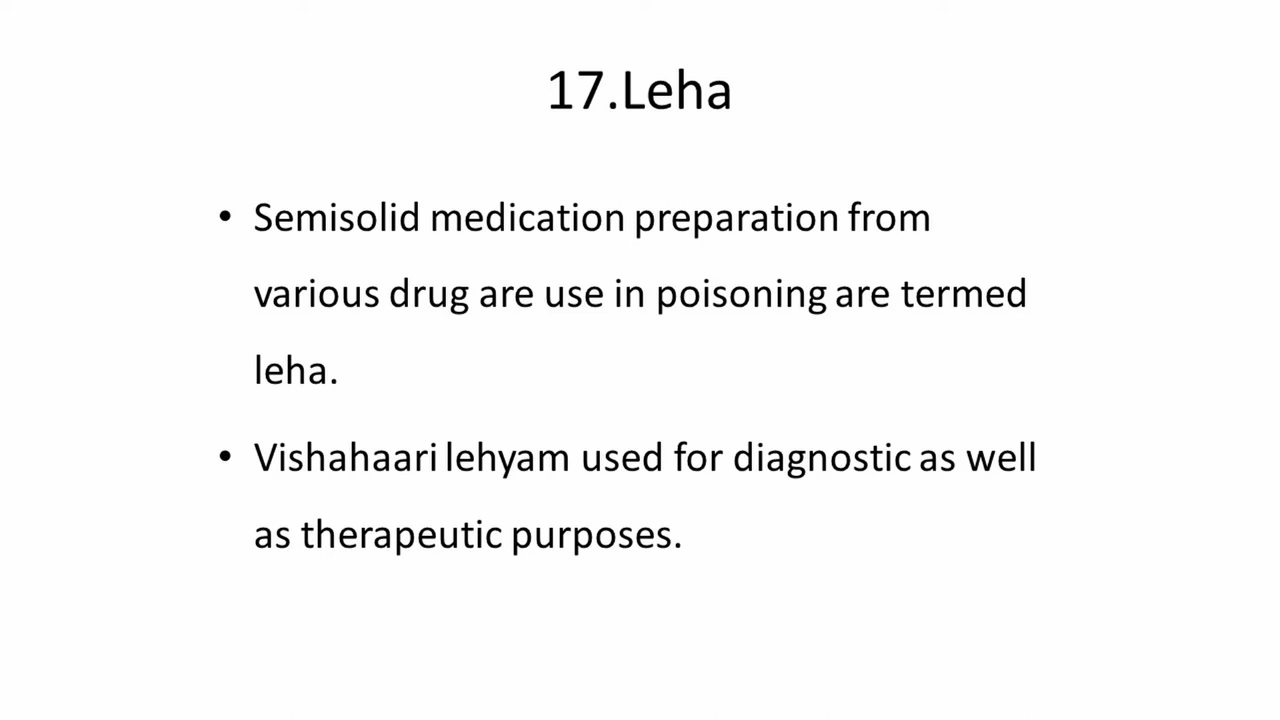 17.Leha
• Semisolid medication preparation from
various drug are use in poisoning are termed
leha.
• Vishahaari lehyam used for diagnostic as well
as therapeutic purposes.